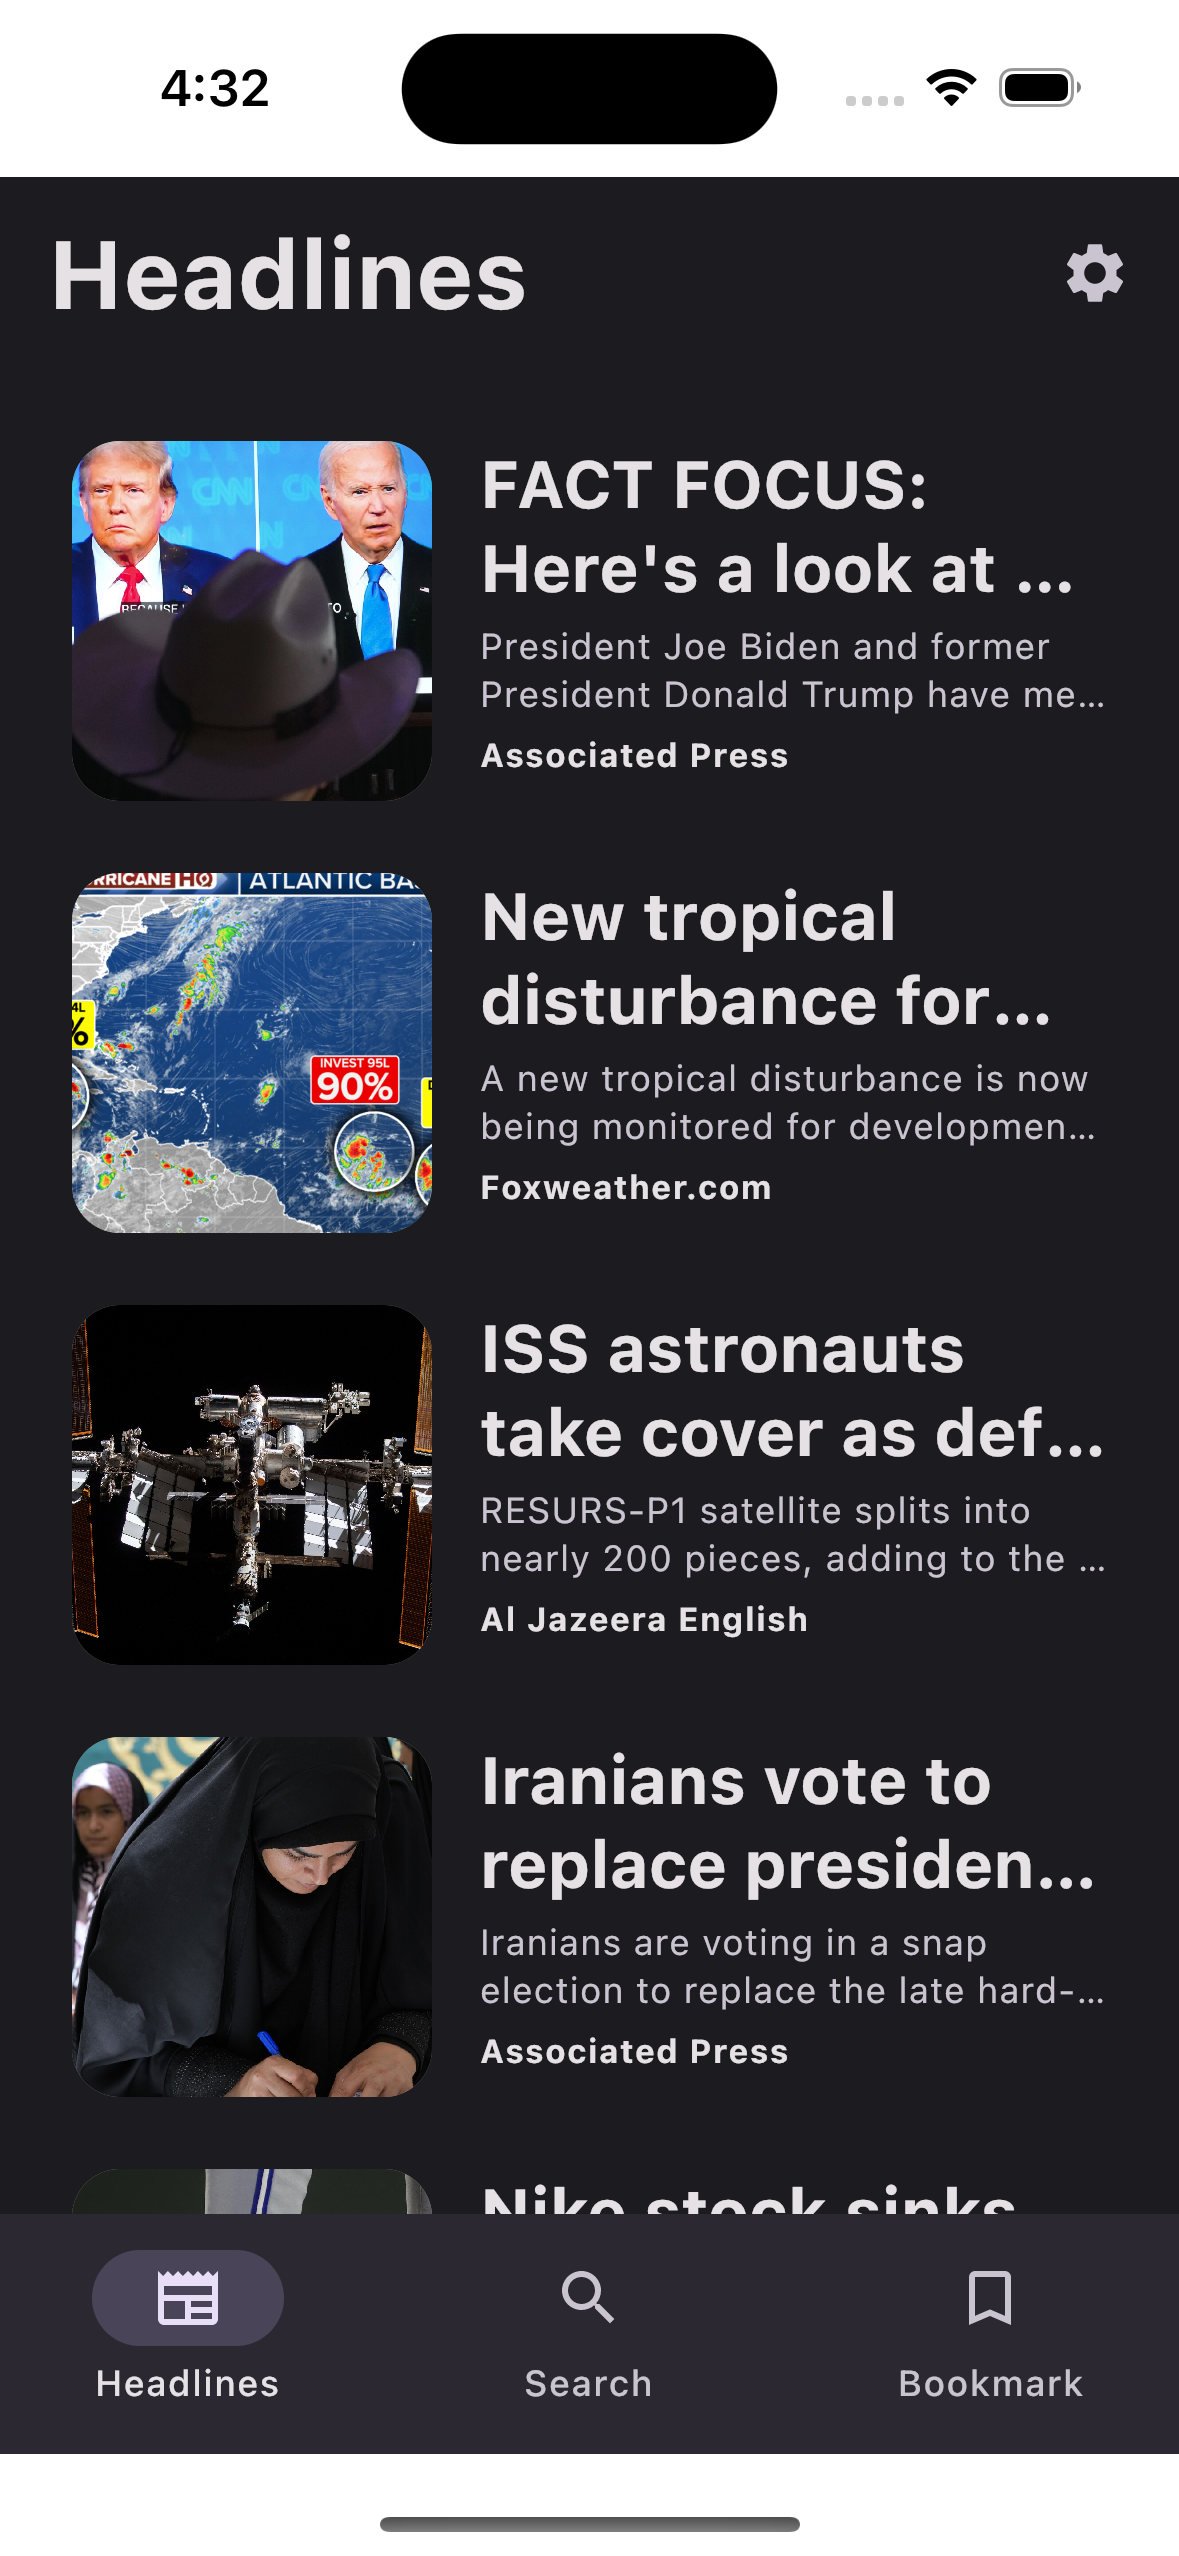 4:32
Headlines
CNN
BECAUSE
TO
FACT FOCUS:
Here's a look at ...
President Joe Biden and former
President Donald Trump have me...
Associated Press
RRICANE HQ
ATLANTIC BA
4L
%
INVEST 95L
90%
New tropical
disturbance for...
A new tropical disturbance is now
being monitored for developmen...
Foxweather.com
ISS astronauts
take cover as def...
RESURS-P1 satellite splits into
nearly 200 pieces, adding to the ...
Al Jazeera English
Iranians vote to
replace presiden...
Iranians are voting in a snap
election to replace the late hard-...
Associated Press
Nike stock sinks
Headlines
Search
Bookmark